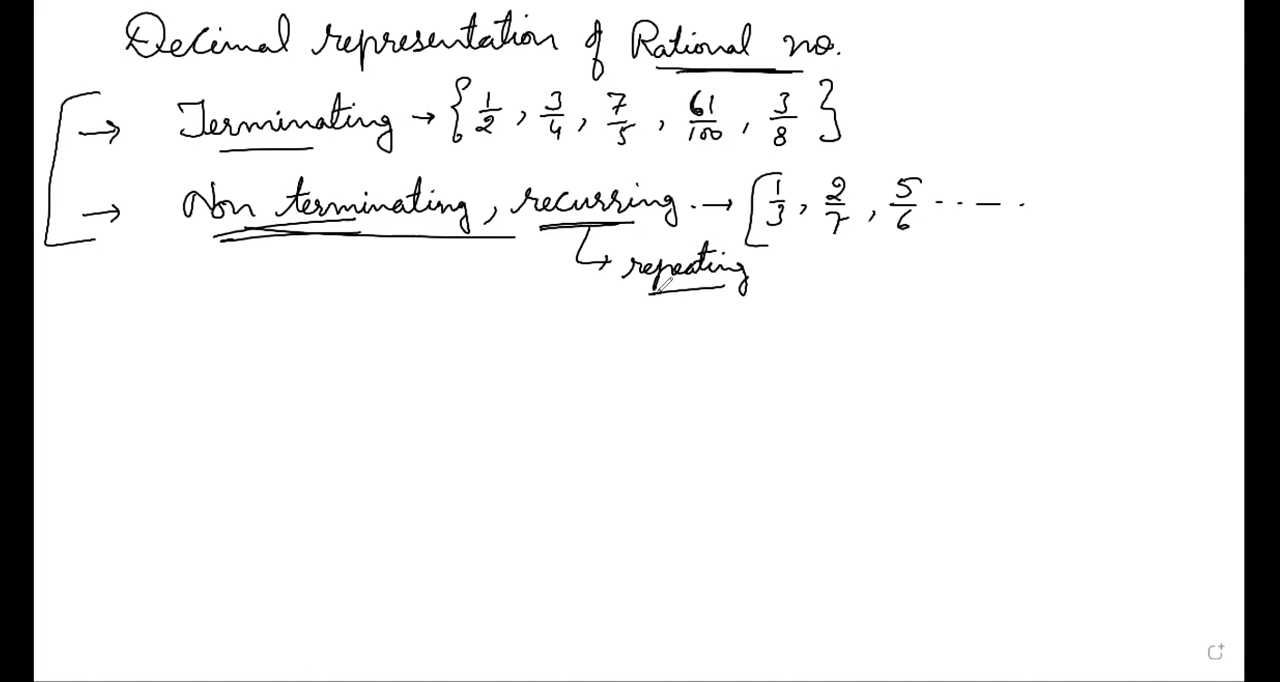 Decimal representation of Rational no.
→ Terminating → { 1/2 , 3/4 , 7/5 , 61/100 , 3/8 }
→ Non terminating, recurring. → [ 1/3 , 2/7 , 5/6 - - — .
↳ repeating